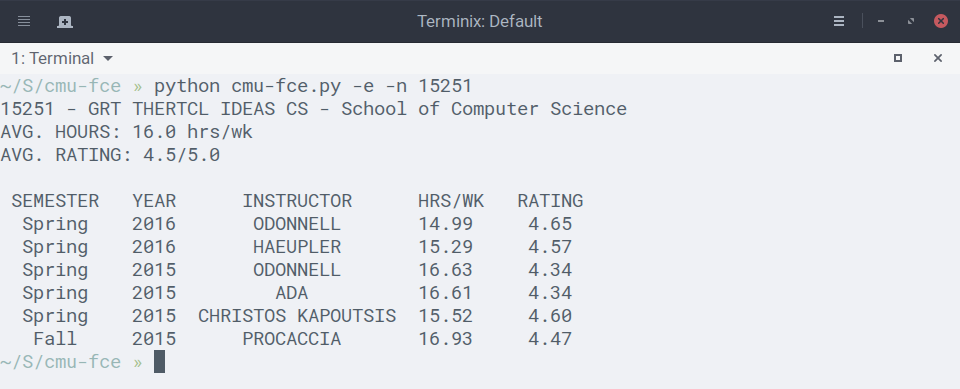 Terminix: Default
1: Terminal
~/S/cmu-fce » python cmu-fce.py -e -n 15251
15251 - GRT THERTCL IDEAS CS - School of Computer Science
AVG. HOURS: 16.0 hrs/wk
AVG. RATING: 4.5/5.0
SEMESTER YEAR INSTRUCTOR HRS/WK RATING
Spring 2016 ODONNELL 14.99 4.65
Spring 2016 HAEUPLER 15.29 4.57
Spring 2015 ODONNELL 16.63 4.34
Spring 2015 ADA 16.61 4.34
Spring 2015 CHRISTOS KAPOUTSIS 15.52 4.60
Fall 2015 PROCACCIA 16.93 4.47
~/S/cmu-fce »